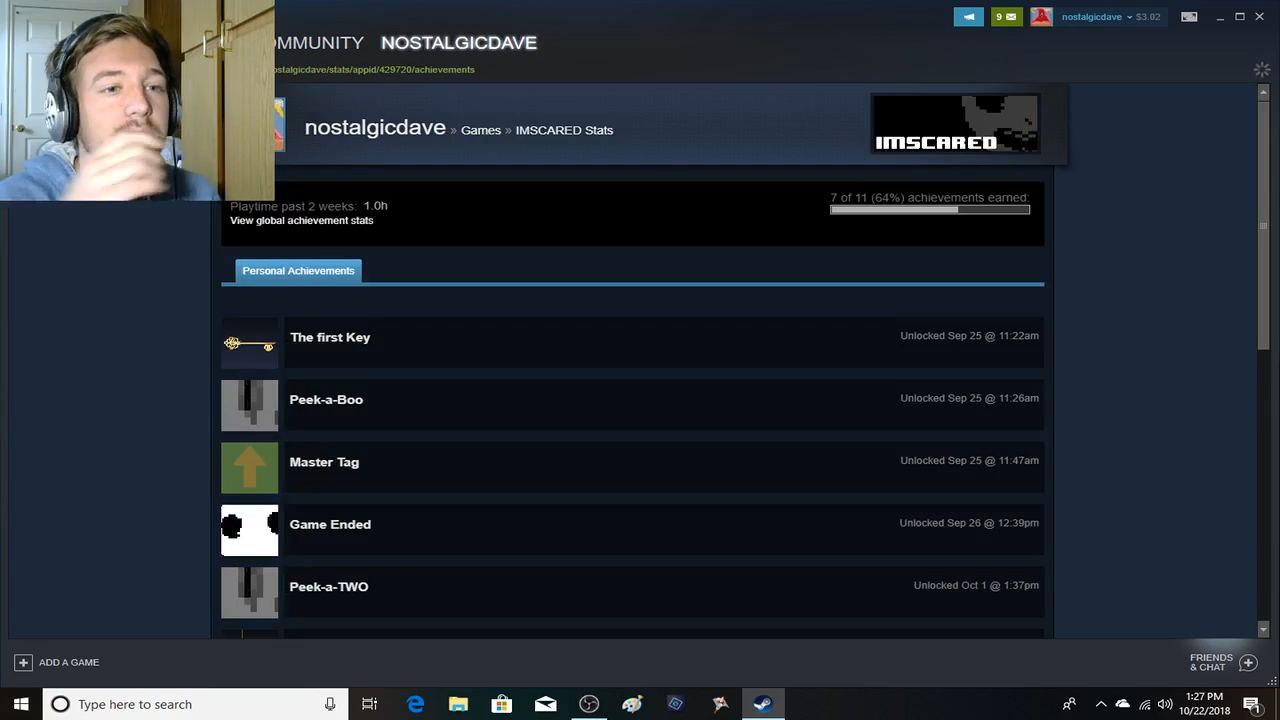 9
nostalgicdave
$3.02
OMMUNITY
NOSTALGICDAVE
ostalgicdave/stats/appid/429720/achievements
nostalgicdave » Games » IMSCARED Stats
IMSCARED
Playtime past 2 weeks: 1.0h
7 of 11 (64%) achievements earned:
View global achievement stats
Personal Achievements
The first Key
Unlocked Sep 25 @ 11:22am
Peek-a-Boo
Unlocked Sep 25 @ 11:26am
Master Tag
Unlocked Sep 25 @ 11:47am
Game Ended
Unlocked Sep 26 @ 12:39pm
Peek-a-TWO
Unlocked Oct 1 @ 1:37pm
ADD A GAME
FRIENDS
& CHAT
Type here to search
1:27 PM
10/22/2018
1